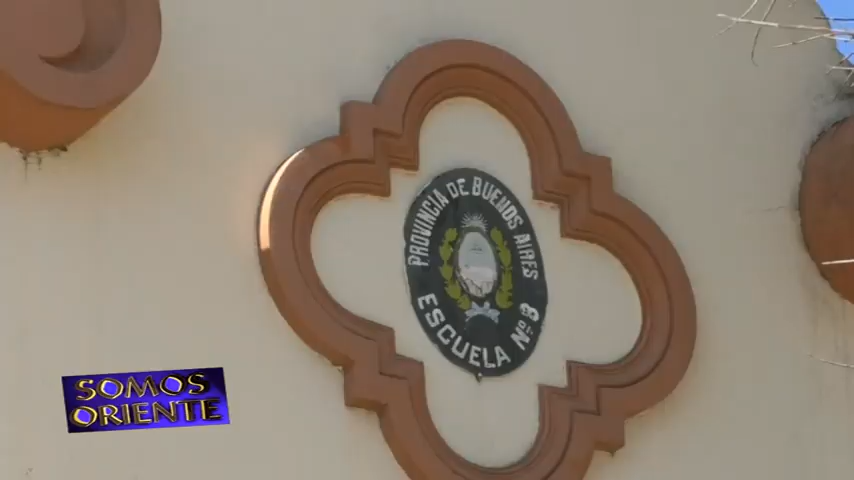 PROVINCIA DE BUENOS AIRES
ESCUELA Nº 3
SOMOS
ORIENTE